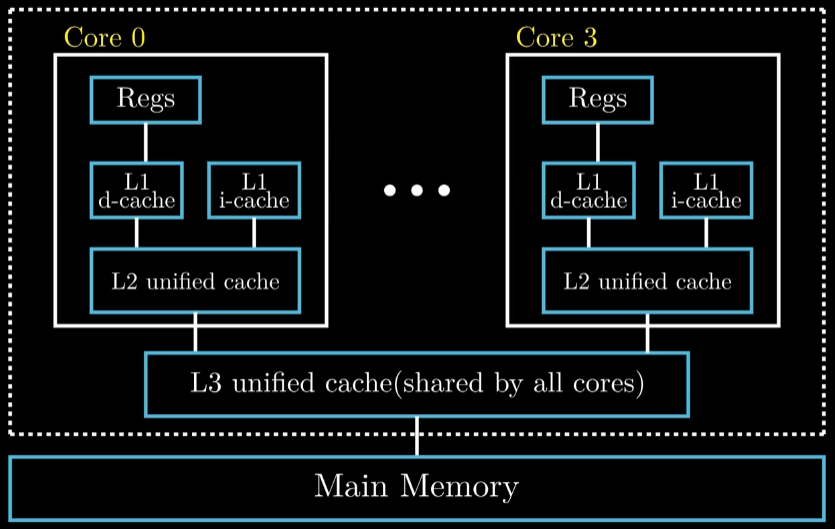 Core 0
Core 3
Regs
Regs
L1
d-cache
L1
i-cache
L1
d-cache
L1
i-cache
L2 unified cache
L2 unified cache
L3 unified cache(shared by all cores)
Main Memory